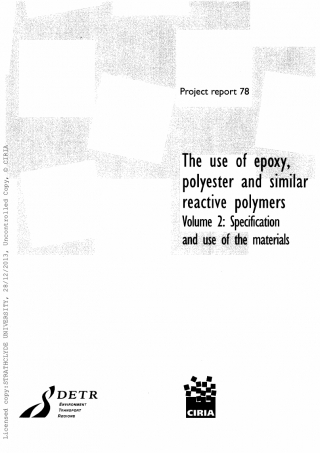 Project report 78
The use of epoxy,
polyester and similar
reactive polymers
Volume 2: Specification
and use of the materials
Licensed copy:STRATHCLYDE UNIVERSITY, 28/12/2013, Uncontrolled Copy, © CIRIA
DETR
ENVIRONMENT
TRANSPORT
REGIONS
CIRIA